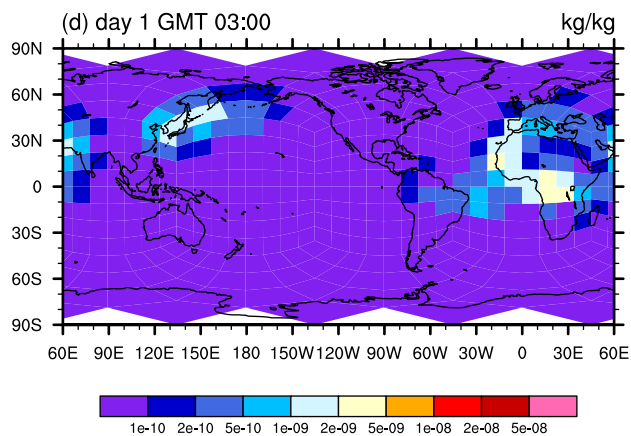 (d) day 1 GMT 03:00 kg/kg
90N
60N
30N
0
30S
60S
90S
60E 90E 120E 150E 180 150W 120W 90W 60W 30W 0 30E 60E
1e-10 2e-10 5e-10 1e-09 2e-09 5e-09 1e-08 2e-08 5e-08